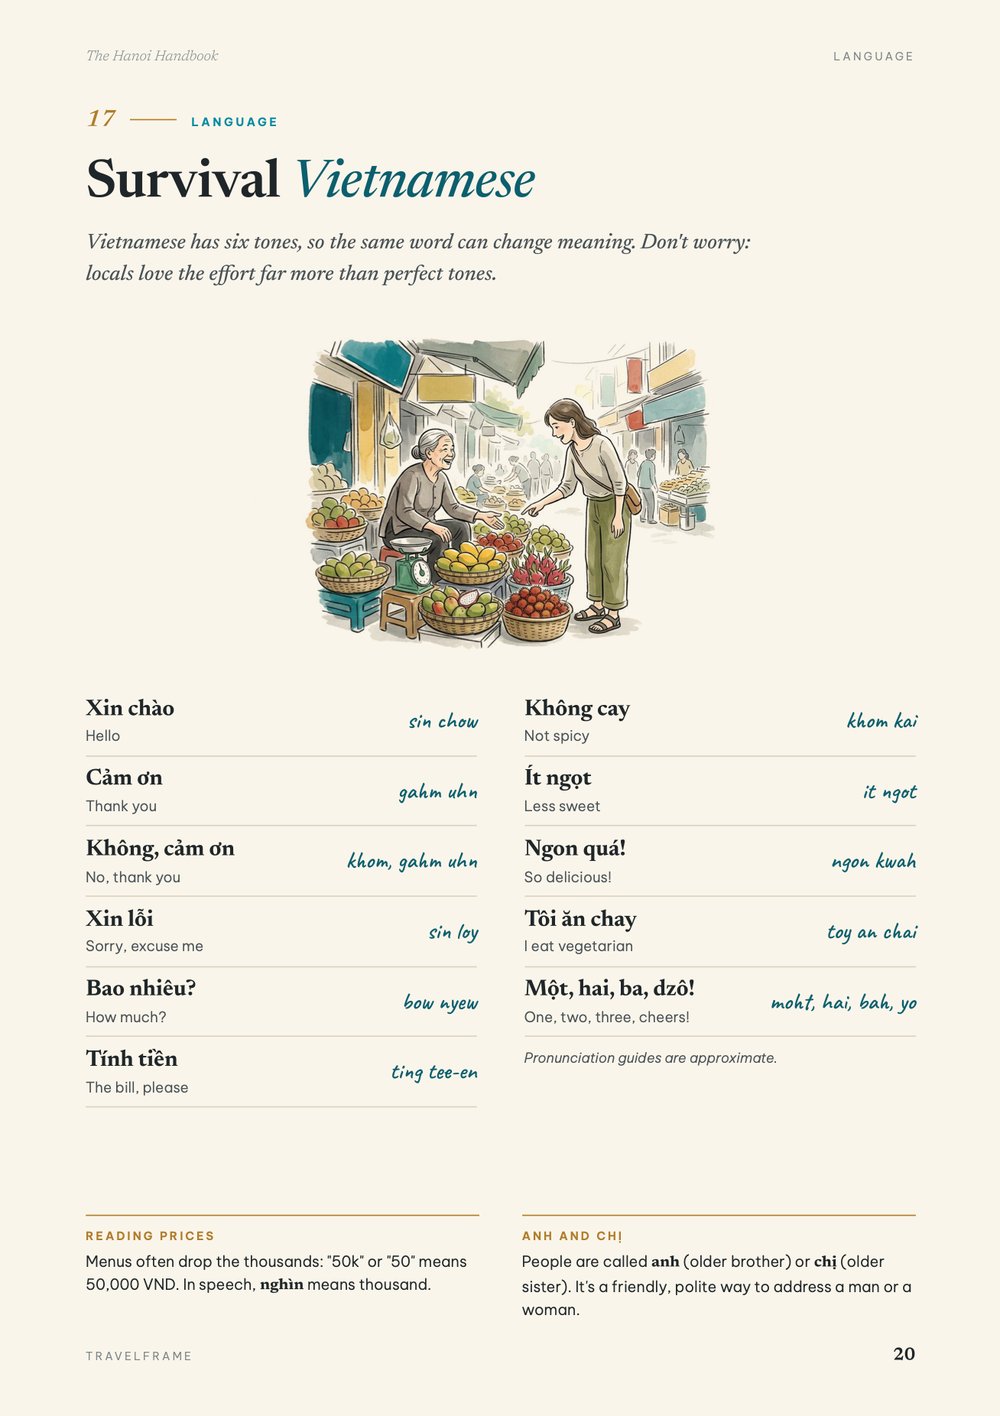 The Hanoi Handbook
LANGUAGE
17
LANGUAGE
Survival Vietnamese
Vietnamese has six tones, so the same word can change meaning. Don't worry:
locals love the effort far more than perfect tones.
Xin chào
Hello
sin chow
Cảm ơn
Thank you
gahm uhn
Không, cảm ơn
No, thank you
khom, gahm uhn
Xin lỗi
Sorry, excuse me
sin loy
Bao nhiêu?
How much?
bow nyew
Tính tiền
The bill, please
ting tee-en
Không cay
Not spicy
khom kai
Ít ngọt
Less sweet
it ngot
Ngon quá!
So delicious!
ngon kwah
Tôi ăn chay
I eat vegetarian
toy an chai
Một, hai, ba, dzô!
One, two, three, cheers!
moht, hai, bah, yo
Pronunciation guides are approximate.
READING PRICES
Menus often drop the thousands: "50k" or "50" means
50,000 VND. In speech, nghìn means thousand.
ANH AND CHỊ
People are called anh (older brother) or chị (older
sister). It's a friendly, polite way to address a man or a
woman.
TRAVELFRAME
20